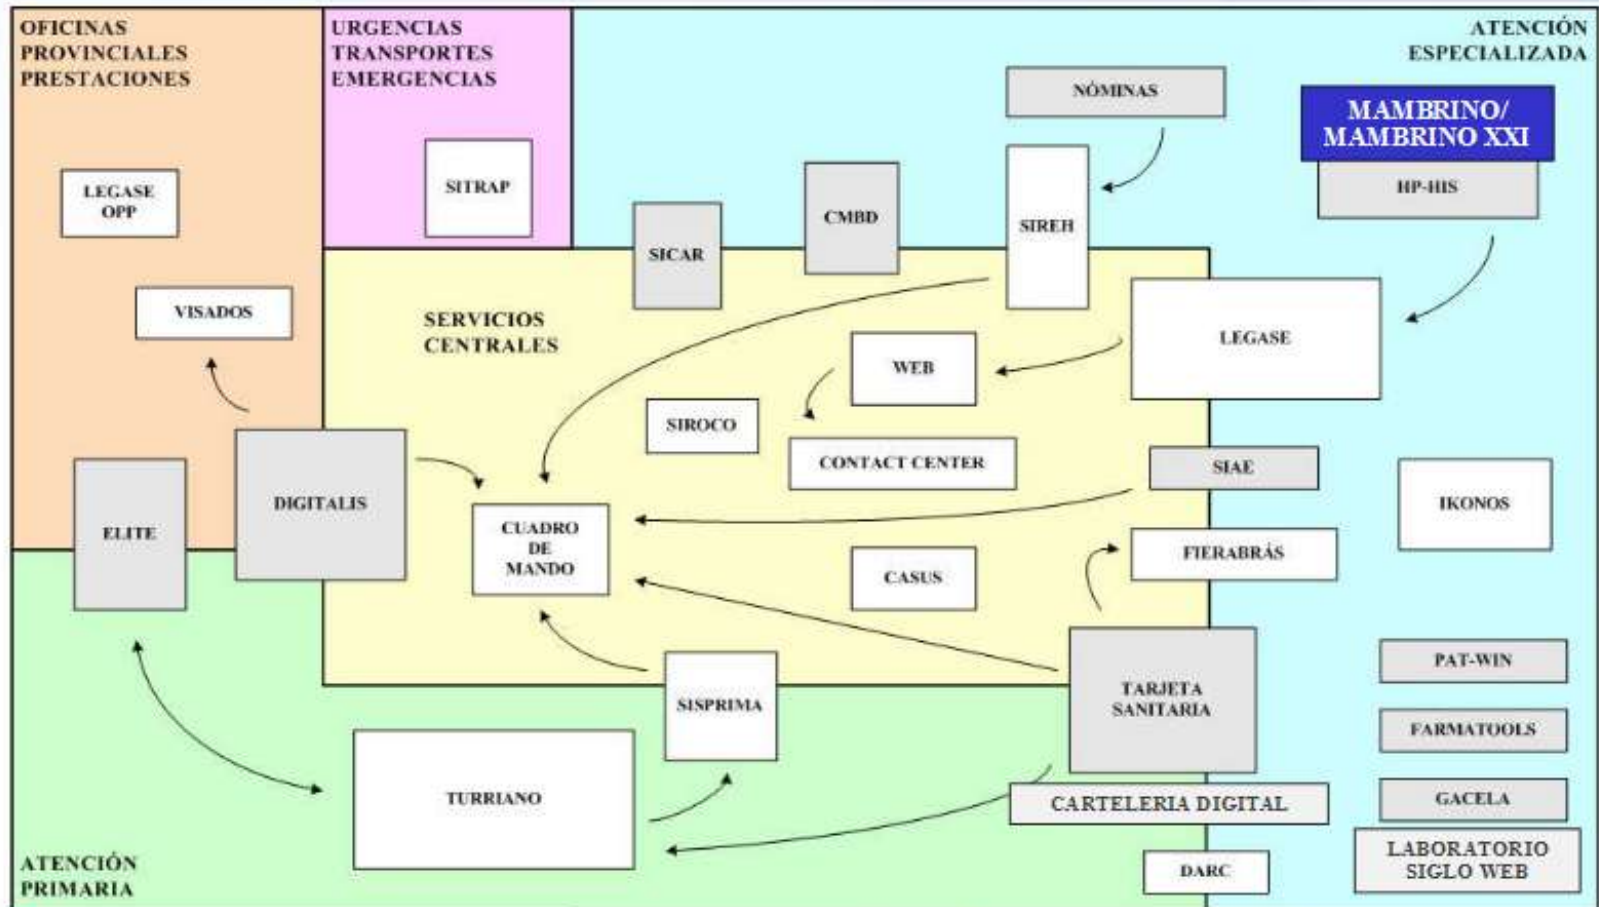 OFICINAS
PROVINCIALES
PRESTACIONES
URGENCIAS
TRANSPORTES
EMERGENCIAS
ATENCIÓN
ESPECIALIZADA
NÓMINAS
MAMBRINO/
MAMBRINO XXI
HP-HIS
LEGASE
OPP
SITRAP
SICAR
CMBD
SIREH
VISADOS
SERVICIOS
CENTRALES
WEB
LEGASE
SIROCO
CONTACT CENTER
SIAE
IKONOS
ELITE
DIGITALIS
CUADRO
DE
MANDO
CASUS
FIERABRÁS
SISPRIMA
TARJETA
SANITARIA
PAT-WIN
FARMATOOLS
GACELA
TURRIANO
CARTELERIA DIGITAL
LABORATORIO
SIGLO WEB
DARC
ATENCIÓN
PRIMARIA